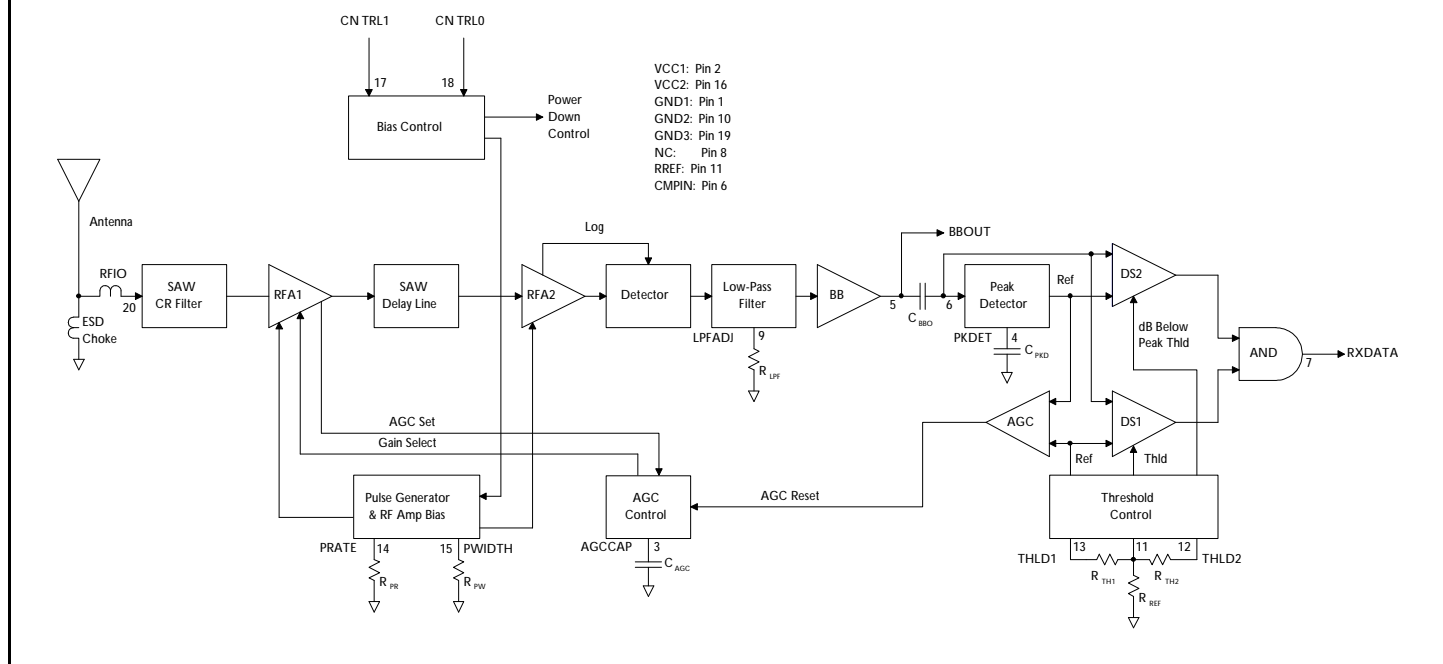 CN TRL1 CN TRL0
17 18
Bias Control
Power
Down
Control
VCC1: Pin 2
VCC2: Pin 16
GND1: Pin 1
GND2: Pin 10
GND3: Pin 19
NC: Pin 8
RREF: Pin 11
CMPIN: Pin 6
Antenna
RFIO
20
ESD
Choke
SAW
CR Filter
RFA1
SAW
Delay Line
RFA2
Log
Detector
Low-Pass
Filter
LPFADJ 9
R LPF
BB
BBOUT
5
C BBO
6
Peak
Detector
PKDET 4
C PKD
Ref
DS2
dB Below
Peak Thld
AND
7
RXDATA
AGC
DS1
Ref
Thld
AGC Set
Gain Select
Pulse Generator
& RF Amp Bias
PRATE 14
15 PWIDTH
R PR
R PW
AGC
Control
AGCCAP 3
C AGC
AGC Reset
Threshold
Control
THLD1 13 11 12 THLD2
R TH1
R TH2
R REF